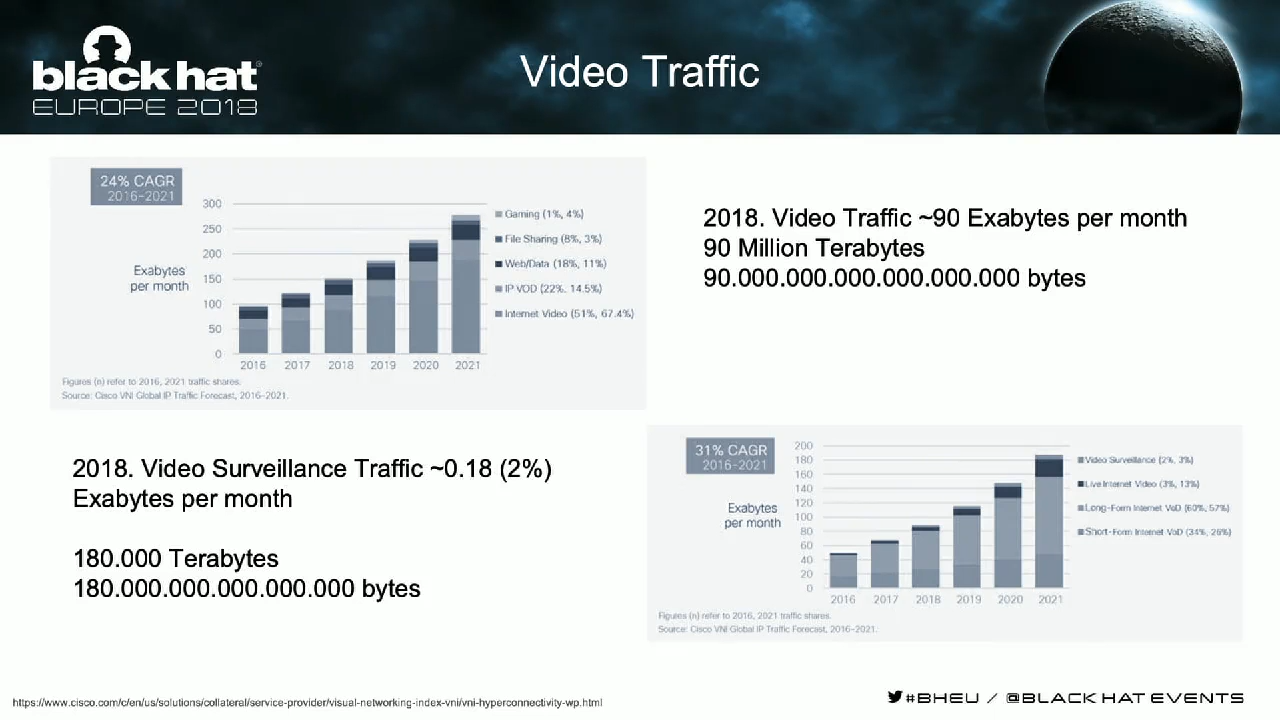 black hat
EUROPE 2018
Video Traffic
24% CAGR
2016–2021
Exabytes
per month
300
250
200
150
100
50
0
2016 2017 2018 2019 2020 2021
Gaming (1%, 4%)
File Sharing (8%, 3%)
Web/Data (18%, 11%)
IP VOD (22%. 14.5%)
Internet Video (51%, 67.4%)
Figures (n) refer to 2016, 2021 traffic shares.
Source: Cisco VNI Global IP Traffic Forecast, 2016–2021.
2018. Video Traffic ~90 Exabytes per month
90 Million Terabytes
90.000.000.000.000.000.000 bytes
2018. Video Surveillance Traffic ~0.18 (2%)
Exabytes per month
180.000 Terabytes
180.000.000.000.000.000 bytes
31% CAGR
2016–2021
Exabytes
per month
200
180
160
140
120
100
80
60
40
20
0
2016 2017 2018 2019 2020 2021
Video Surveillance (2%, 3%)
Live Internet Video (3%, 13%)
Long-Form Internet VoD (60%, 57%)
Short-Form Internet VoD (34%, 26%)
Figures (n) refer to 2016, 2021 traffic shares.
Source: Cisco VNI Global IP Traffic Forecast, 2016–2021.
https://www.cisco.com/c/en/us/solutions/collateral/service-provider/visual-networking-index-vni/vni-hyperconnectivity-wp.html
#BHEU / @BLACK HAT EVENTS